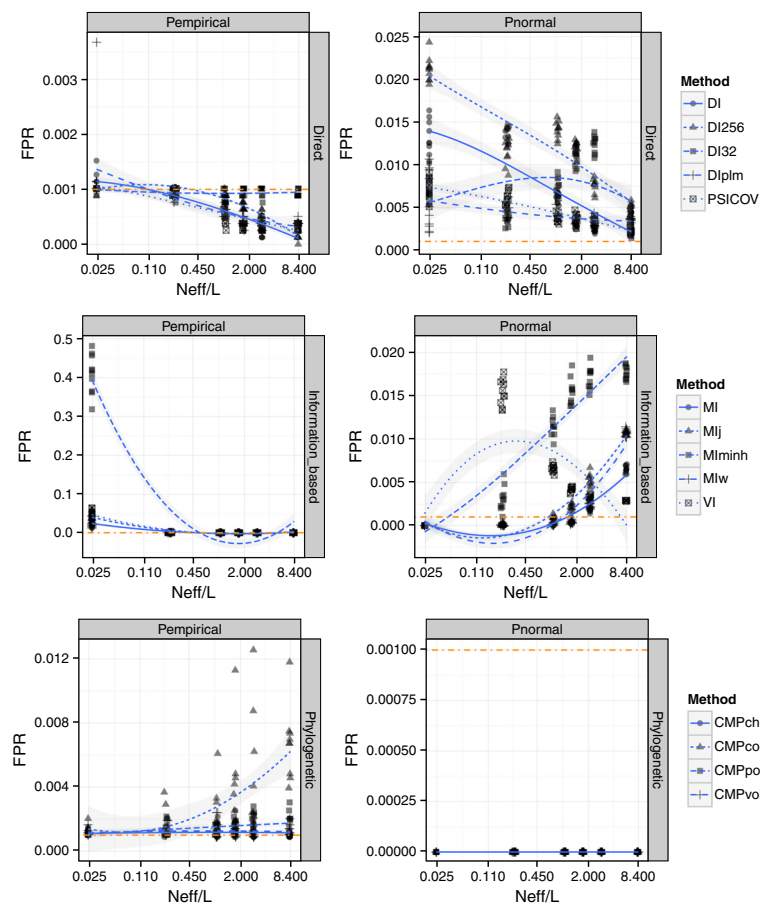 Pempirical
Pnormal
FPR
0.003
0.002
0.001
0.000
Direct
0.025 0.110 0.450 2.000 8.400
Neff/L
FPR
0.025
0.020
0.015
0.010
0.005
0.000
Direct
0.025 0.110 0.450 2.000 8.400
Neff/L
Method
DI
DI256
DI32
DIplm
PSICOV
Pempirical
Pnormal
FPR
0.5
0.4
0.3
0.2
0.1
0.0
Information_based
0.025 0.110 0.450 2.000 8.400
Neff/L
FPR
0.020
0.015
0.010
0.005
0.000
Information_based
0.025 0.110 0.450 2.000 8.400
Neff/L
Method
MI
MIj
MIminh
MIw
VI
Pempirical
Pnormal
FPR
0.012
0.008
0.004
0.000
Phylogenetic
0.025 0.110 0.450 2.000 8.400
Neff/L
FPR
0.00100
0.00075
0.00050
0.00025
0.00000
Phylogenetic
0.025 0.110 0.450 2.000 8.400
Neff/L
Method
CMPch
CMPco
CMPpo
CMPvo